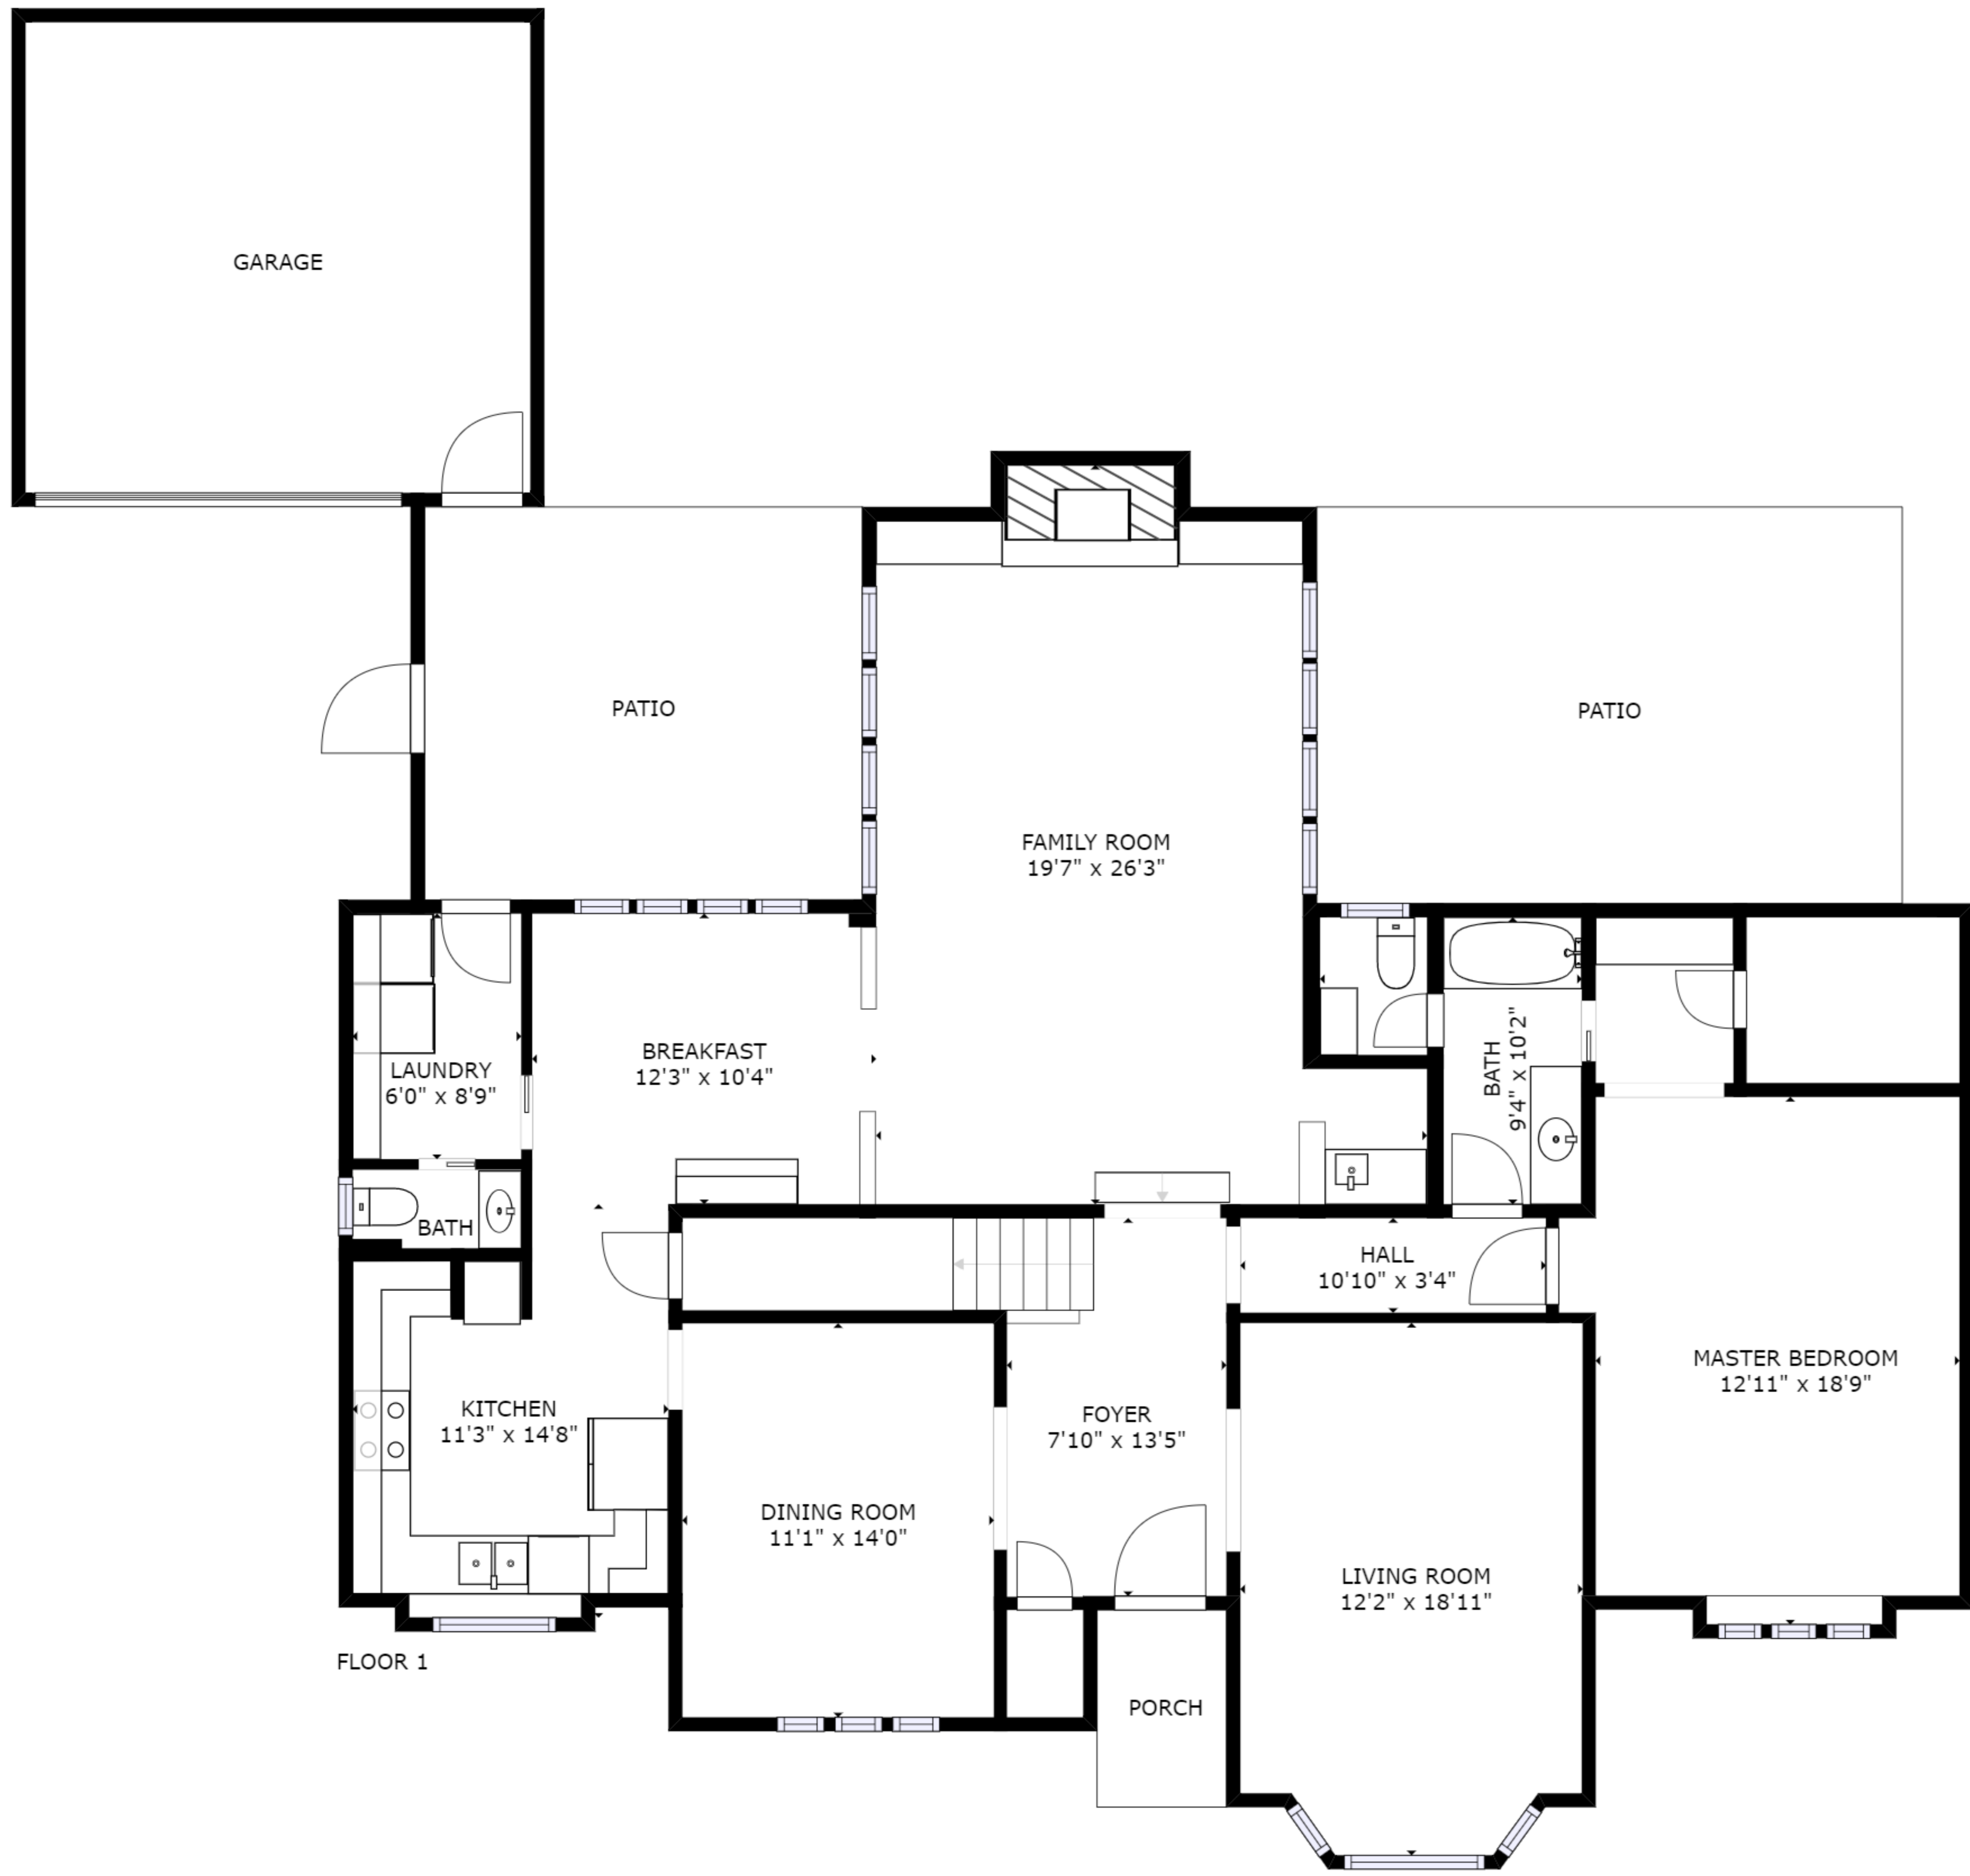 GARAGE
PATIO
PATIO
FAMILY ROOM
19'7" x 26'3"
BREAKFAST
12'3" x 10'4"
LAUNDRY
6'0" x 8'9"
BATH
9'4" x 10'2"
BATH
HALL
10'10" x 3'4"
MASTER BEDROOM
12'11" x 18'9"
KITCHEN
11'3" x 14'8"
FOYER
7'10" x 13'5"
DINING ROOM
11'1" x 14'0"
LIVING ROOM
12'2" x 18'11"
FLOOR 1
PORCH